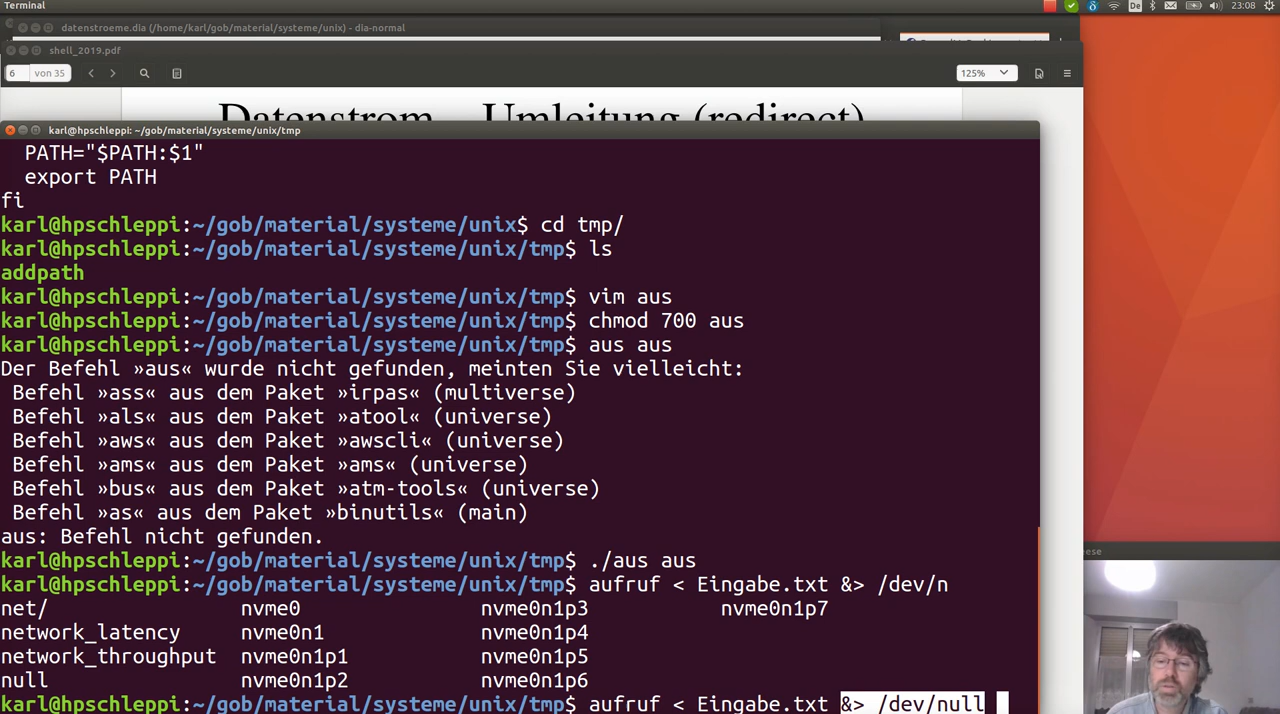 Terminal
De
23:08
datenstroeme.dia (/home/karl/gob/material/systeme/unix) - dia-normal
shell_2019.pdf
6 von 35
125%
Datenstrom Umleitung (redirect)
karl@hpschleppi: ~/gob/material/systeme/unix/tmp
PATH="$PATH:$1"
export PATH
fi
karl@hpschleppi:~/gob/material/systeme/unix$ cd tmp/
karl@hpschleppi:~/gob/material/systeme/unix/tmp$ ls
addpath
karl@hpschleppi:~/gob/material/systeme/unix/tmp$ vim aus
karl@hpschleppi:~/gob/material/systeme/unix/tmp$ chmod 700 aus
karl@hpschleppi:~/gob/material/systeme/unix/tmp$ aus aus
Der Befehl »aus« wurde nicht gefunden, meinten Sie vielleicht:
Befehl »ass« aus dem Paket »irpas« (multiverse)
Befehl »als« aus dem Paket »atool« (universe)
Befehl »aws« aus dem Paket »awscli« (universe)
Befehl »ams« aus dem Paket »ams« (universe)
Befehl »bus« aus dem Paket »atm-tools« (universe)
Befehl »as« aus dem Paket »binutils« (main)
aus: Befehl nicht gefunden.
karl@hpschleppi:~/gob/material/systeme/unix/tmp$ ./aus aus
karl@hpschleppi:~/gob/material/systeme/unix/tmp$ aufruf < Eingabe.txt &> /dev/n
net/ nvme0 nvme0n1p3 nvme0n1p7
network_latency nvme0n1 nvme0n1p4
network_throughput nvme0n1p1 nvme0n1p5
null nvme0n1p2 nvme0n1p6
karl@hpschleppi:~/gob/material/systeme/unix/tmp$ aufruf < Eingabe.txt &> /dev/null
eese